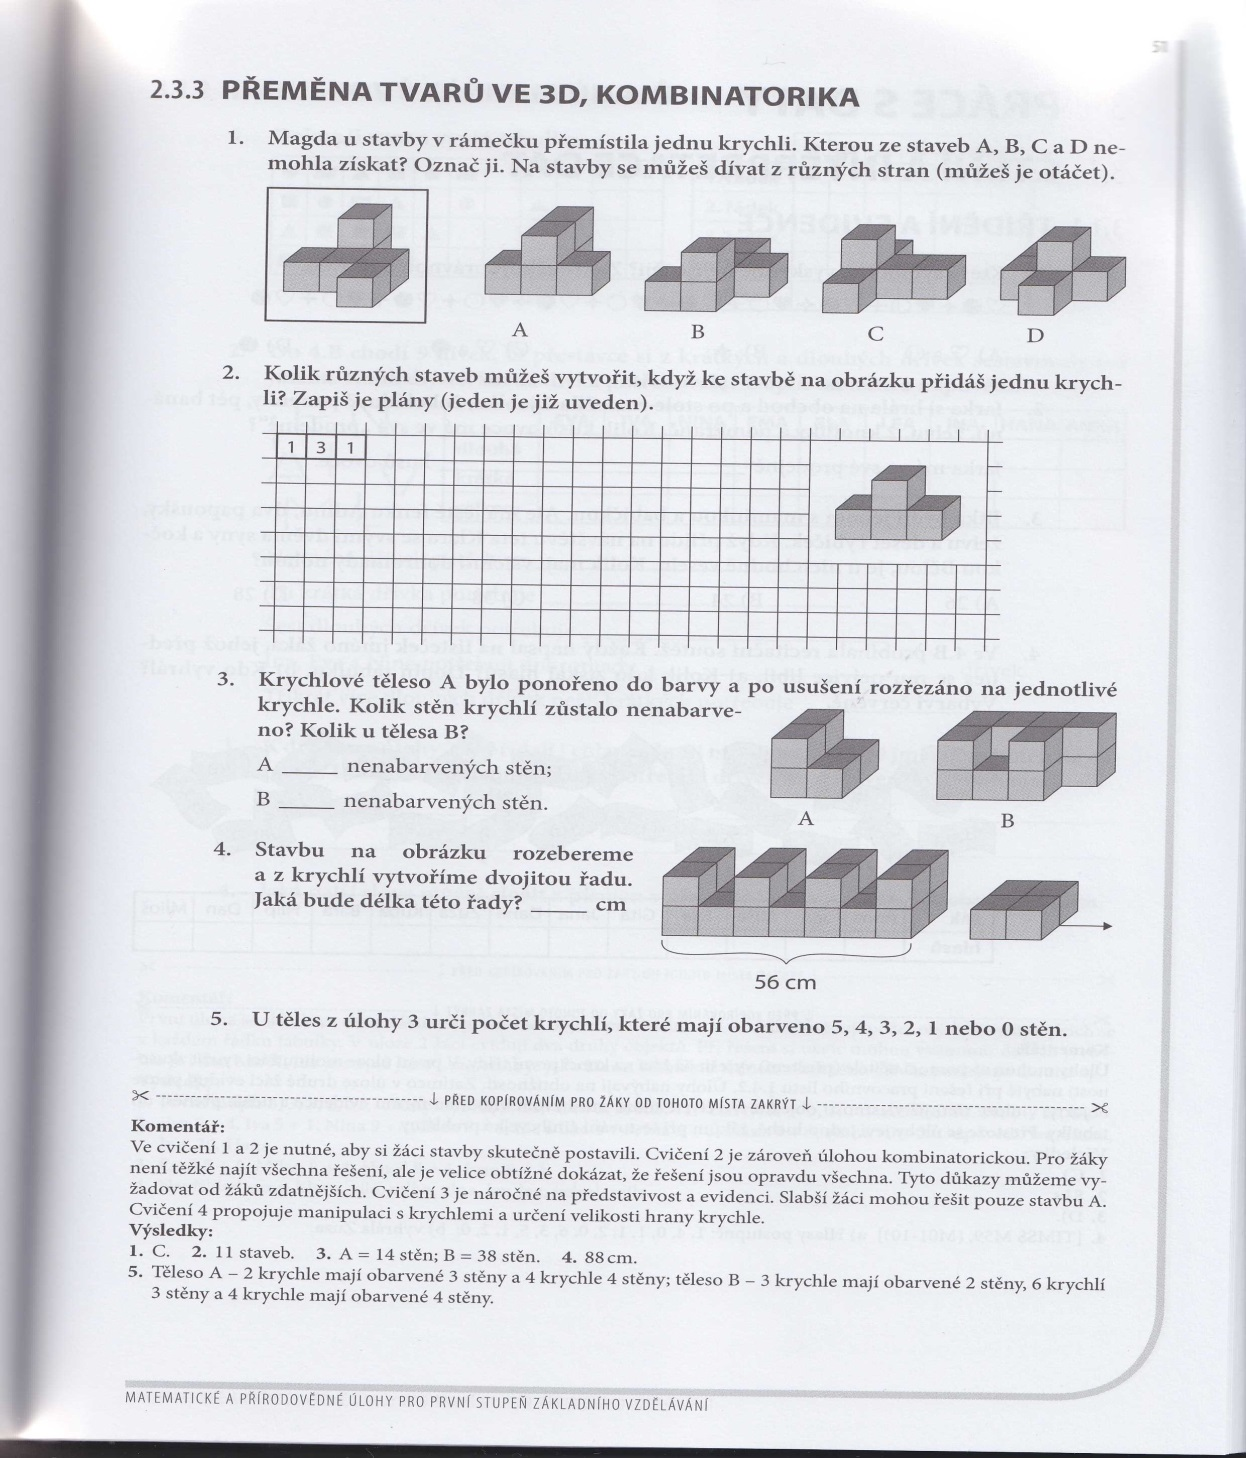 2.3.3 PŘEMĚNA TVARŮ VE 3D, KOMBINATORIKA
1. Magda u stavby v rámečku přemístila jednu krychli. Kterou ze staveb A, B, C a D ne-
mohla získat? Označ ji. Na stavby se můžeš dívat z různých stran (můžeš je otáčet).
A B C D
2. Kolik různých staveb můžeš vytvořit, když ke stavbě na obrázku přidáš jednu krych-
li? Zapiš je plány (jeden je již uveden).
1 3 1
3. Krychlové těleso A bylo ponořeno do barvy a po usušení rozřezáno na jednotlivé
krychle. Kolik stěn krychlí zůstalo nenabarve-
no? Kolik u tělesa B?
A _____ nenabarvených stěn;
B _____ nenabarvených stěn.
A B
4. Stavbu na obrázku rozebereme
a z krychlí vytvoříme dvojitou řadu.
Jaká bude délka této řady? _____ cm
56 cm
5. U těles z úlohy 3 urči počet krychlí, které mají obarveno 5, 4, 3, 2, 1 nebo 0 stěn.
↓ PŘED KOPÍROVÁNÍM PRO ŽÁKY OD TOHOTO MÍSTA ZAKRÝT ↓
Komentář:
Ve cvičení 1 a 2 je nutné, aby si žáci stavby skutečně postavili. Cvičení 2 je zároveň úlohou kombinatorickou. Pro žáky
není těžké najít všechna řešení, ale je velice obtížné dokázat, že řešení jsou opravdu všechna. Tyto důkazy můžeme vy-
žadovat od žáků zdatnějších. Cvičení 3 je náročné na představivost a evidenci. Slabší žáci mohou řešit pouze stavbu A.
Cvičení 4 propojuje manipulaci s krychlemi a určení velikosti hrany krychle.
Výsledky:
1. C. 2. 11 staveb. 3. A = 14 stěn; B = 38 stěn. 4. 88 cm.
5. Těleso A – 2 krychle mají obarvené 3 stěny a 4 krychle 4 stěny; těleso B – 3 krychle mají obarvené 2 stěny, 6 krychlí
3 stěny a 4 krychle mají obarvené 4 stěny.
MATEMATICKÉ A PŘÍRODOVĚDNÉ ÚLOHY PRO PRVNÍ STUPEŇ ZÁKLADNÍHO VZDĚLÁVÁNÍ